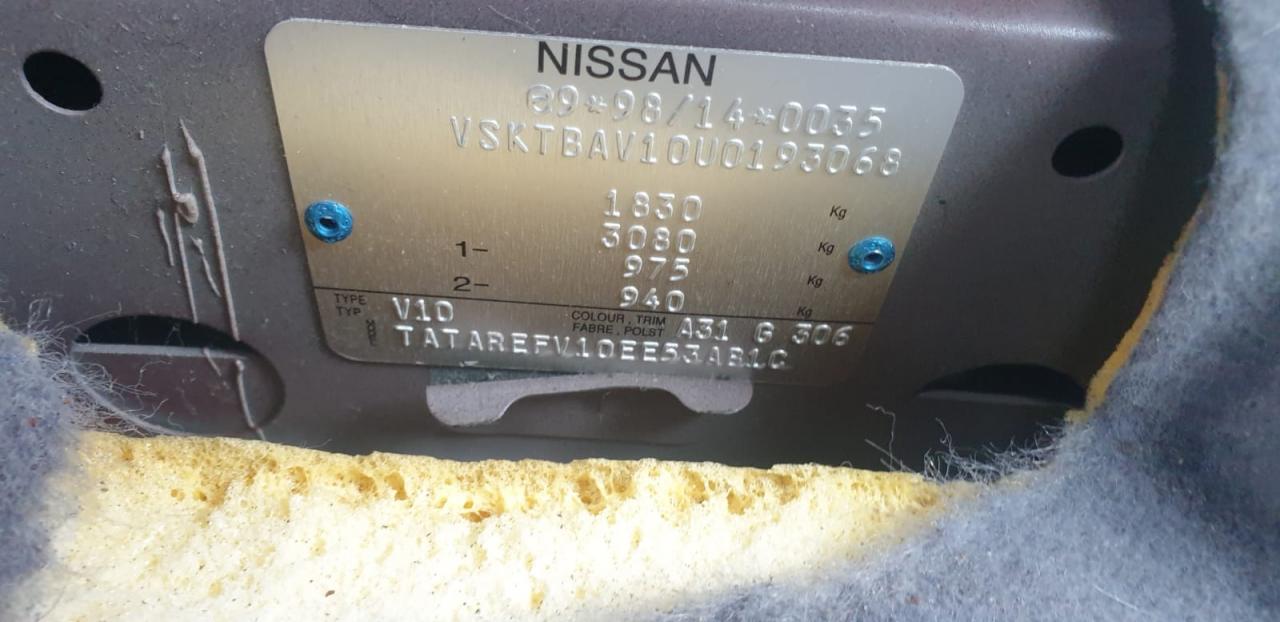 NISSAN
e9*98/14*0035
VSKTBAV10U0193068
1830 Kg
3080 Kg
1- 975 Kg
2- 940 Kg
TYPE
TYP
V10
COLOUR, TRIM
FABRE, POLST
A31 G 306
TATAREFV10EE53AB1C